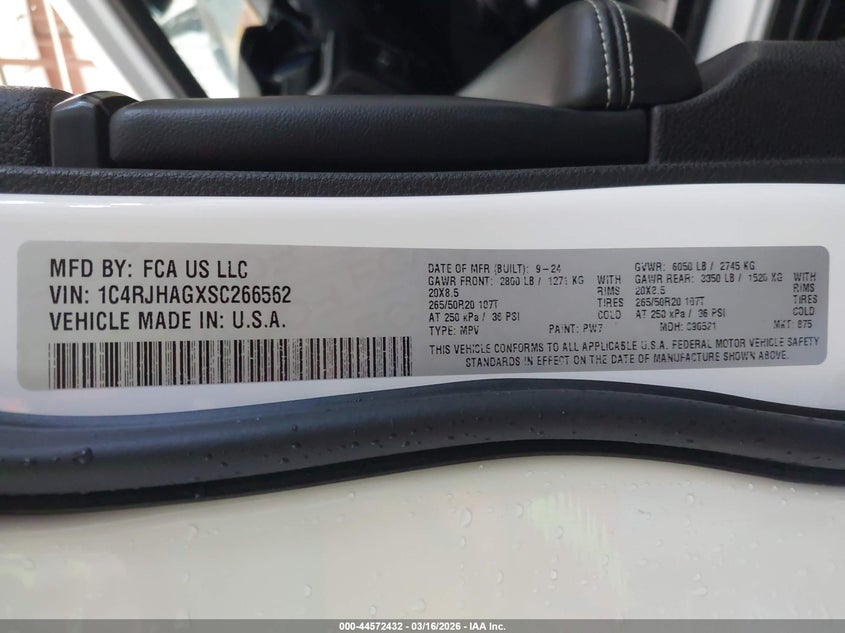 MFD BY: FCA US LLC
VIN: 1C4RJHAGXSC266562
VEHICLE MADE IN: U.S.A.
DATE OF MFR (BUILT): 9-24 GVWR: 6050 LB / 2745 KG
GAWR FRONT: 2800 LB / 1271 KG WITH GAWR REAR: 3350 LB / 1520 KG WITH
20X8.5 RIMS 20X8.5 RIMS
265/50R20 107T TIRES 265/50R20 107T TIRES
AT 250 kPa / 36 PSI COLD AT 250 kPa / 36 PSI COLD
TYPE: MPV PAINT: PW7 MDH: 090521 MKT: 875
THIS VEHICLE CONFORMS TO ALL APPLICABLE U.S.A. FEDERAL MOTOR VEHICLE SAFETY
STANDARDS IN EFFECT ON THE DATE OF MANUFACTURE SHOWN ABOVE.
000-44572432 - 03/16/2026 - IAA Inc.